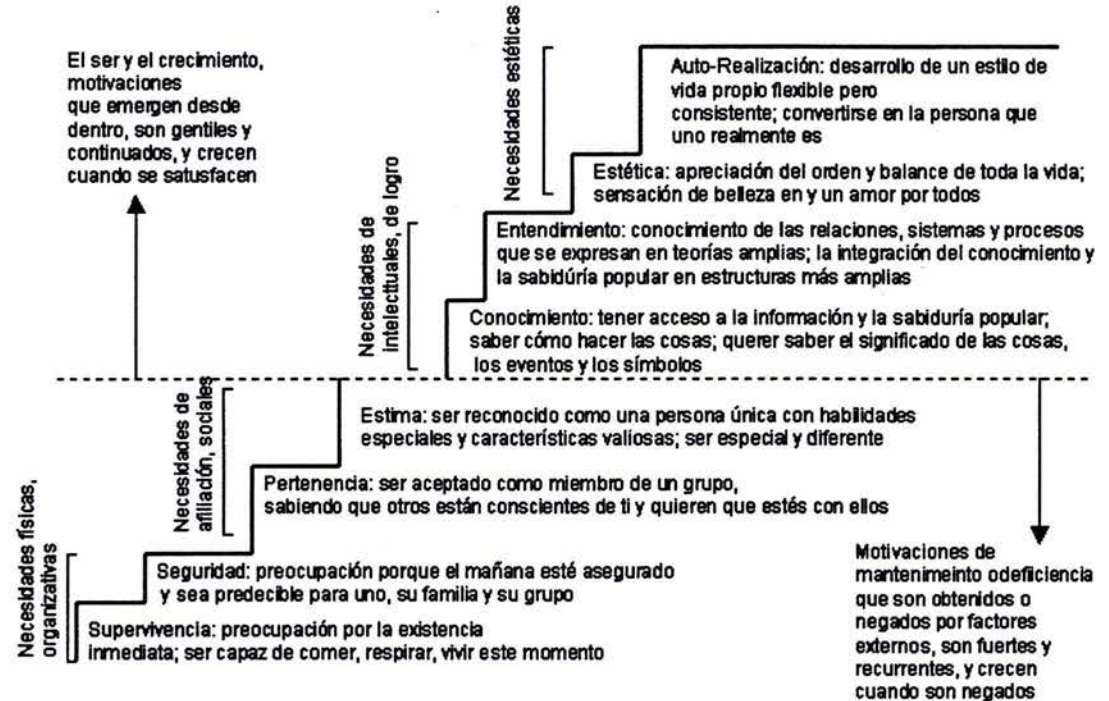 El ser y el crecimiento,
motivaciones
que emergen desde
dentro, son gentiles y
continuados, y crecen
cuando se satusfacen
Necesidades estéticas
Auto-Realización: desarrollo de un estilo de
vida propio flexible pero
consistente; convertirse en la persona que
uno realmente es
Estética: apreciación del orden y balance de toda la vida;
sensación de belleza en y un amor por todos
Necesidades de
intelecttuales, de logro
Entendimiento: conocimiento de las relaciones, sistemas y procesos
que se expresan en teorías amplias; la integración del conocimiento y
la sabidúría popular en estructuras más amplias
Conocimiento: tener acceso a la información y la sabiduría popular;
saber cómo hacer las cosas; querer saber el significado de las cosas,
los eventos y los símbolos
Necesidades de
afiliación, sociales
Estima: ser reconocido como una persona única con habilidades
especiales y características valiosas; ser especial y diferente
Pertenencia: ser aceptado como miembro de un grupo,
sabiendo que otros están conscientes de ti y quieren que estés con ellos
Necesidades físicas,
organizativas
Seguridad: preocupación porque el mañana esté asegurado
y sea predecible para uno, su familia y su grupo
Supervivencia: preocupación por la existencia
inmediata; ser capaz de comer, respirar, vivir este momento
Motivaciones de
mantenimeinto odeficiencia
que son obtenidos o
negados por factores
externos, son fuertes y
recurrentes, y crecen
cuando son negados